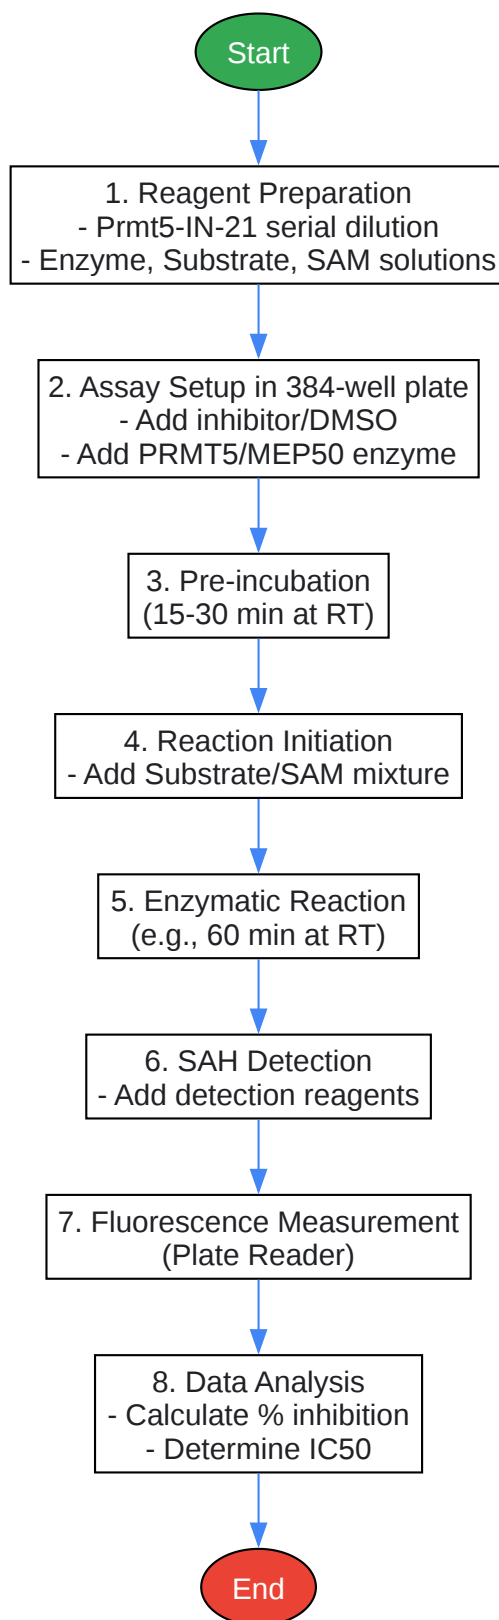 Start
1. Reagent Preparation
- Prmt5-IN-21 serial dilution
- Enzyme, Substrate, SAM solutions
2. Assay Setup in 384-well plate
- Add inhibitor/DMSO
- Add PRMT5/MEP50 enzyme
3. Pre-incubation
(15-30 min at RT)
4. Reaction Initiation
- Add Substrate/SAM mixture
5. Enzymatic Reaction
(e.g., 60 min at RT)
6. SAH Detection
- Add detection reagents
7. Fluorescence Measurement
(Plate Reader)
8. Data Analysis
- Calculate % inhibition
- Determine IC50
End